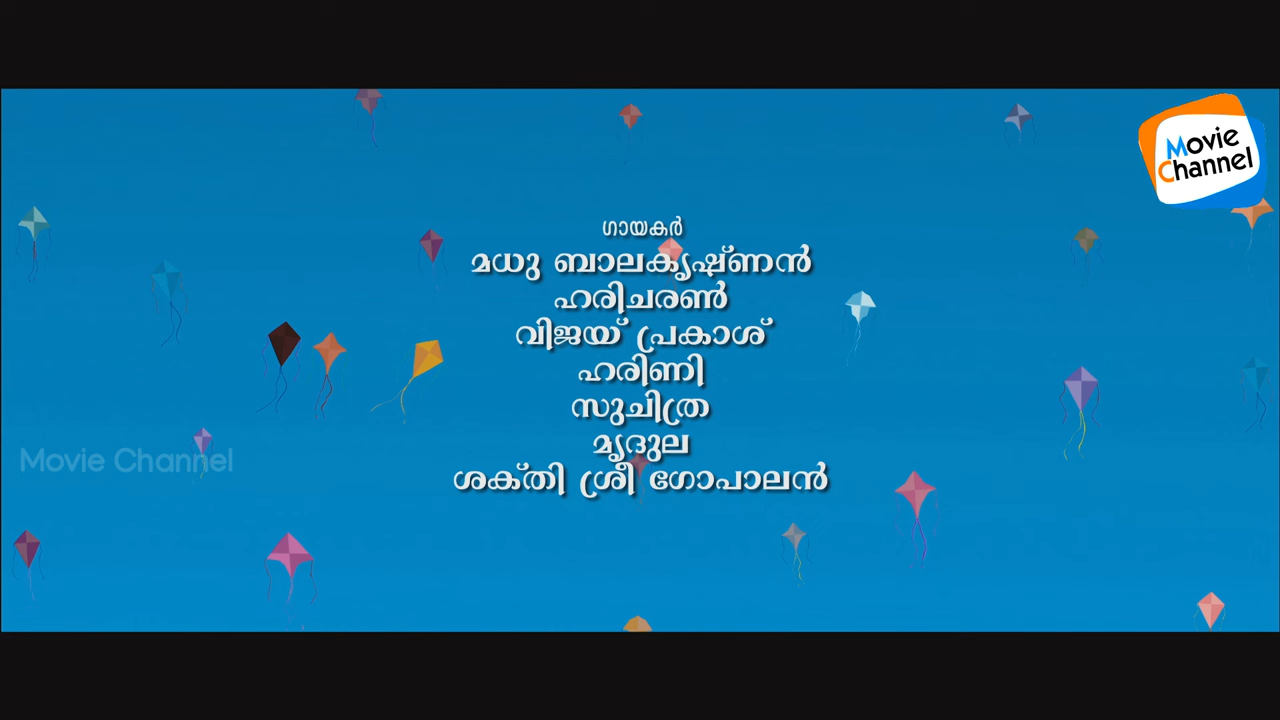 Movie
Channel
ഗായകർ
മധു ബാലകൃഷ്ണൻ
ഹരിചരൺ
വിജയ് പ്രകാശ്
ഹരിണി
സുചിത്ര
മൃദുല
Movie Channel
ശക്തി ശ്രീ ഗോപാലൻ